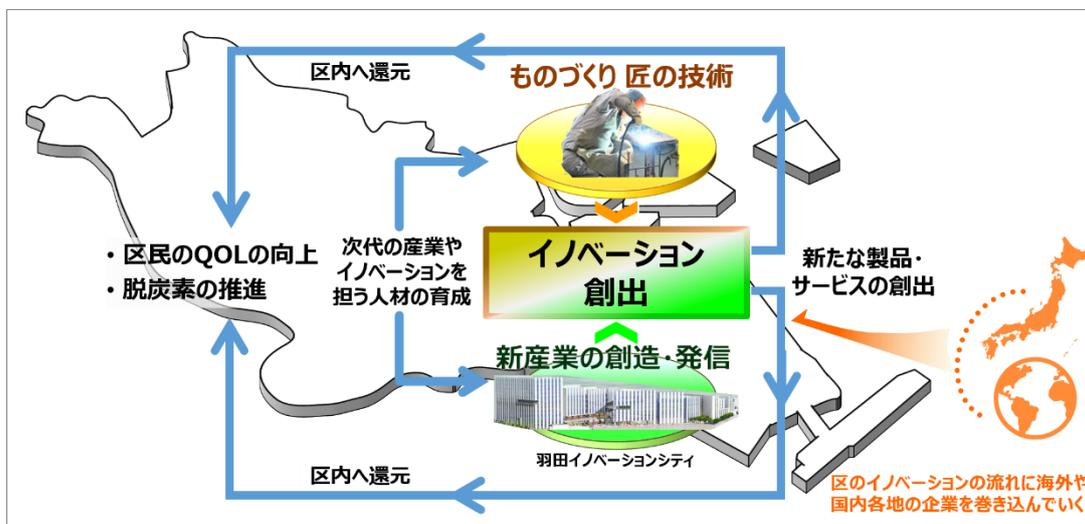 区内へ還元
ものづくり 匠の技術
・区民のQOLの向上
・脱炭素の推進
次代の産業や
イノベーションを
担う人材の育成
イノベーション
創出
新たな製品・
サービスの創出
新産業の創造・発信
羽田イノベーションシティ
区内へ還元
区のイノベーションの流れに海外や
国内各地の企業を巻き込んでいく